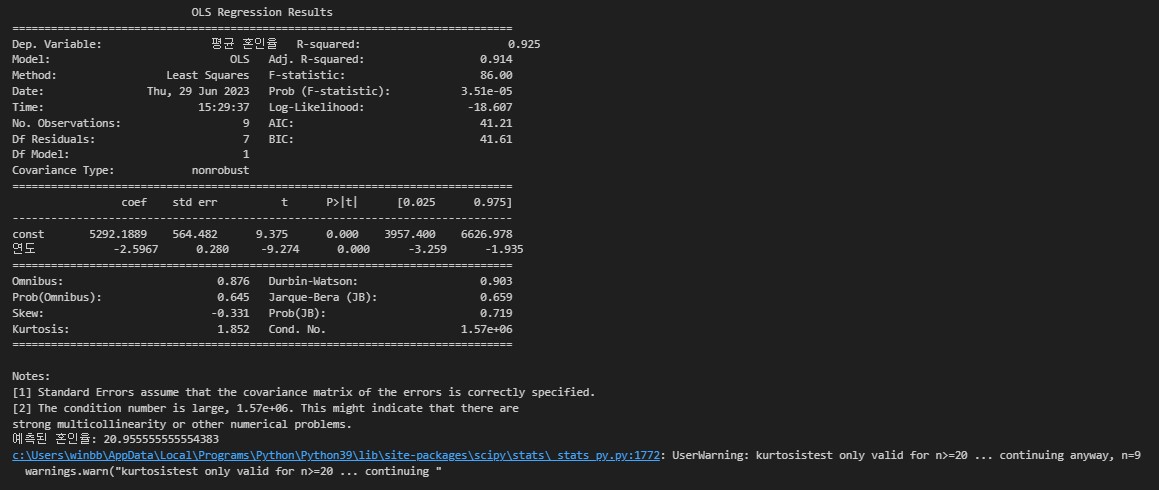 OLS Regression Results
==============================================================================
Dep. Variable: 평균 혼인율 R-squared: 0.925
Model: OLS Adj. R-squared: 0.914
Method: Least Squares F-statistic: 86.00
Date: Thu, 29 Jun 2023 Prob (F-statistic): 3.51e-05
Time: 15:29:37 Log-Likelihood: -18.607
No. Observations: 9 AIC: 41.21
Df Residuals: 7 BIC: 41.61
Df Model: 1
Covariance Type: nonrobust
==============================================================================
coef std err t P>|t| [0.025 0.975]
------------------------------------------------------------------------------
const 5292.1889 564.482 9.375 0.000 3957.400 6626.978
연도 -2.5967 0.280 -9.274 0.000 -3.259 -1.935
==============================================================================
Omnibus: 0.876 Durbin-Watson: 0.903
Prob(Omnibus): 0.645 Jarque-Bera (JB): 0.659
Skew: -0.331 Prob(JB): 0.719
Kurtosis: 1.852 Cond. No. 1.57e+06
==============================================================================
Notes:
[1] Standard Errors assume that the covariance matrix of the errors is correctly specified.
[2] The condition number is large, 1.57e+06. This might indicate that there are
strong multicollinearity or other numerical problems.
예측된 혼인율: 20.955555555554383
c:\Users\winbb\AppData\Local\Programs\Python\Python39\lib\site-packages\scipy\stats\_stats_py.py:1772: UserWarning: kurtosistest only valid for n>=20 ... continuing anyway, n=9
warnings.warn("kurtosistest only valid for n>=20 ... continuing "